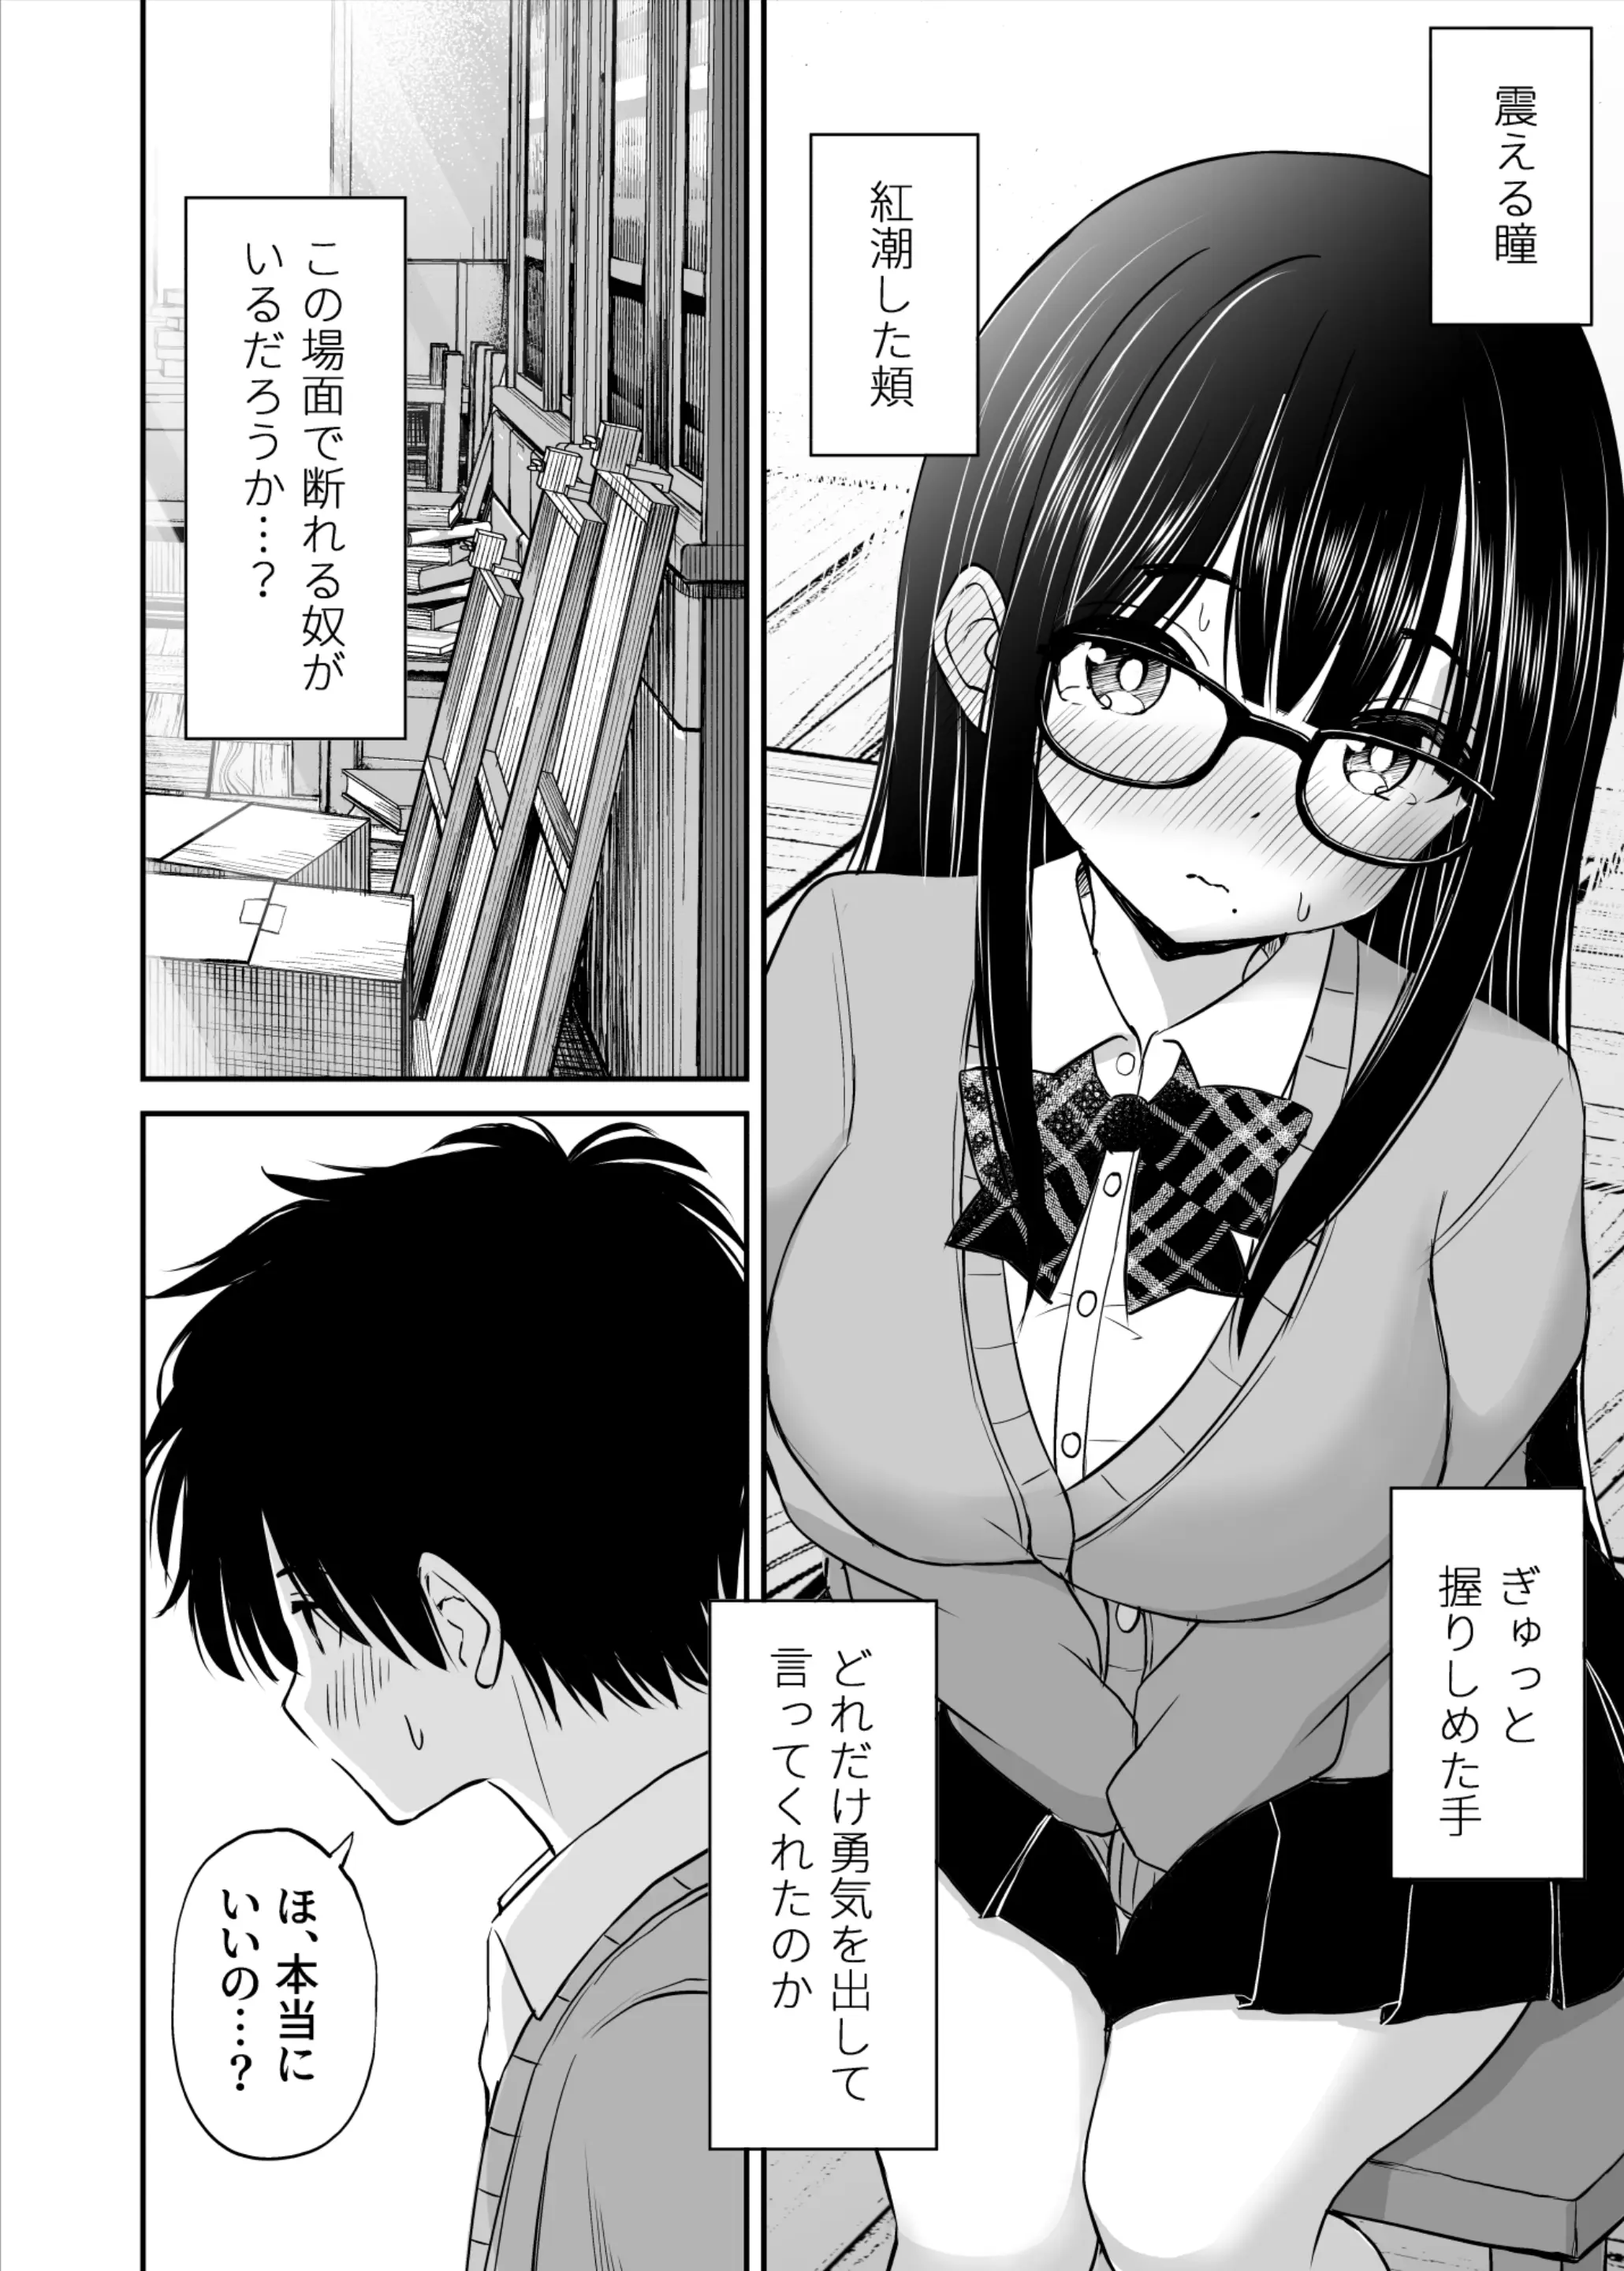 震える瞳
紅潮した頬
ぎゅっと
握りしめた手
どれだけ勇気を出して
言ってくれたのか
この場面で断れる奴が
いるだろうか…？
ほ、本当に
いいの…？